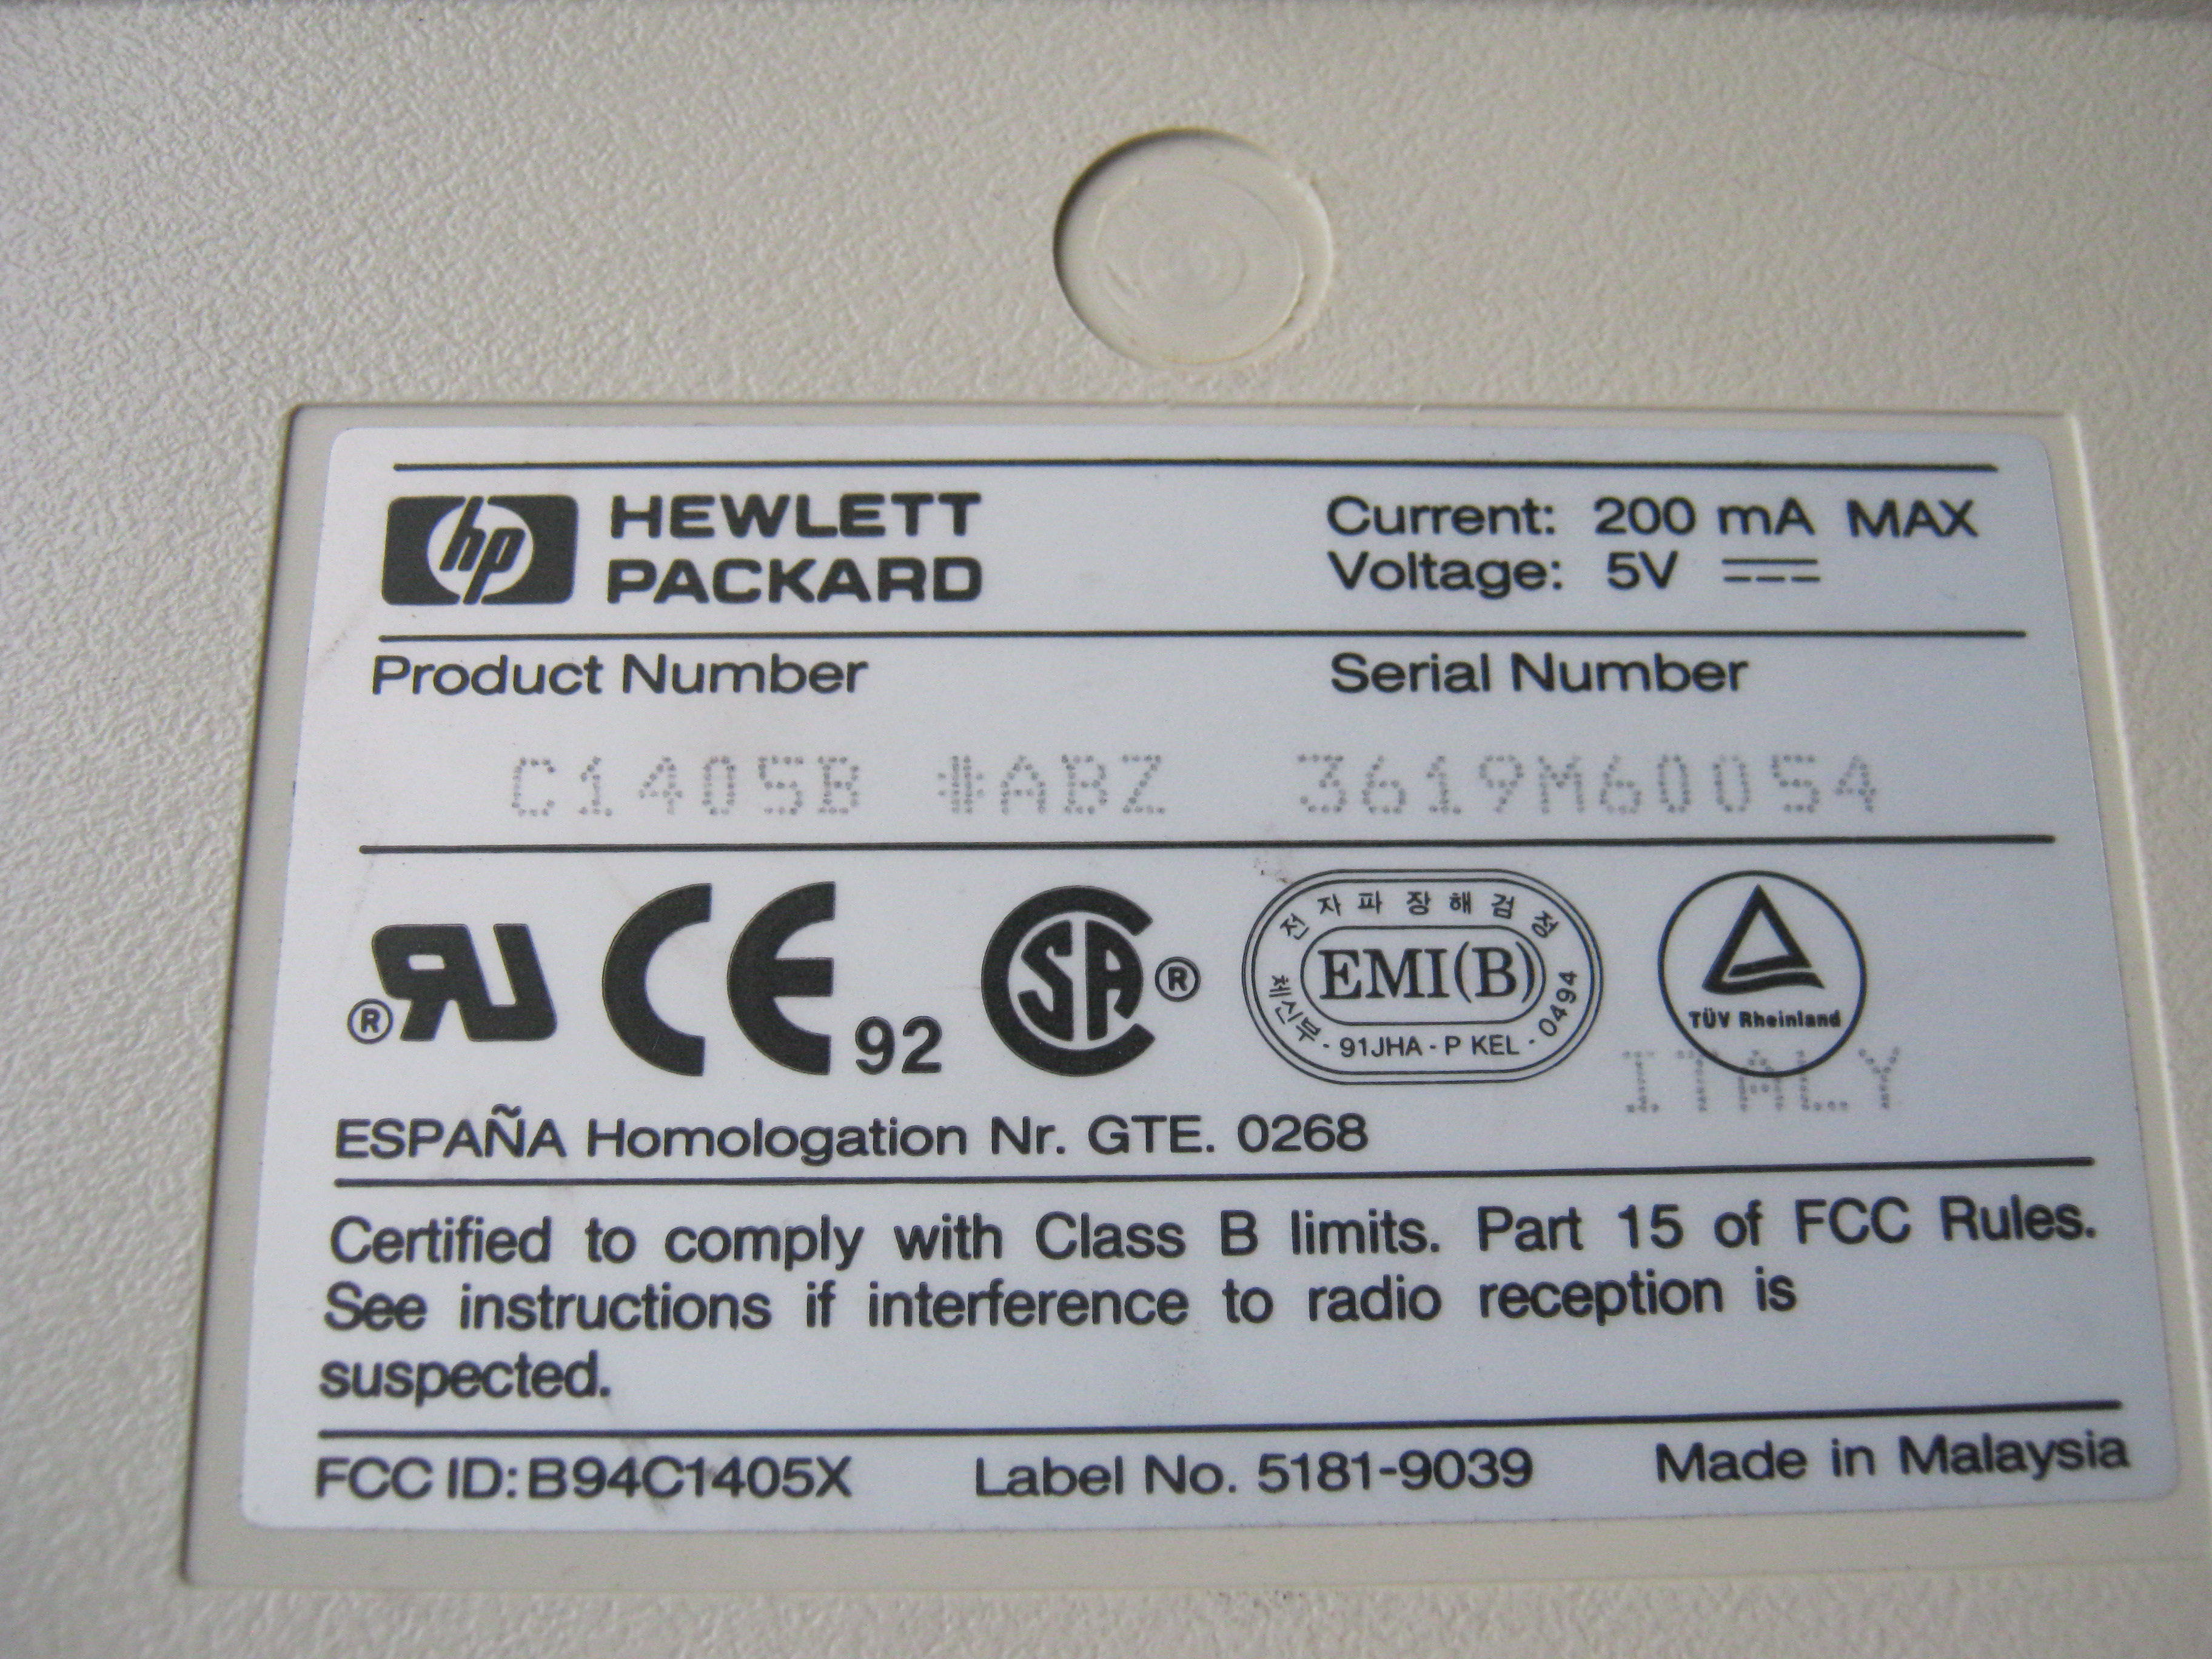 hp HEWLETT PACKARD
Current: 200 mA MAX
Voltage: 5V
Product Number Serial Number
C1405B #ABZ 3619M60054
® RU CE 92 SA ®
전자파장해검정
EMI(B)
체신부 - 91JHA - P KEL - 0494
TÜV Rheinland
ITALY
ESPAÑA Homologation Nr. GTE. 0268
Certified to comply with Class B limits. Part 15 of FCC Rules.
See instructions if interference to radio reception is
suspected.
FCC ID: B94C1405X Label No. 5181-9039 Made in Malaysia